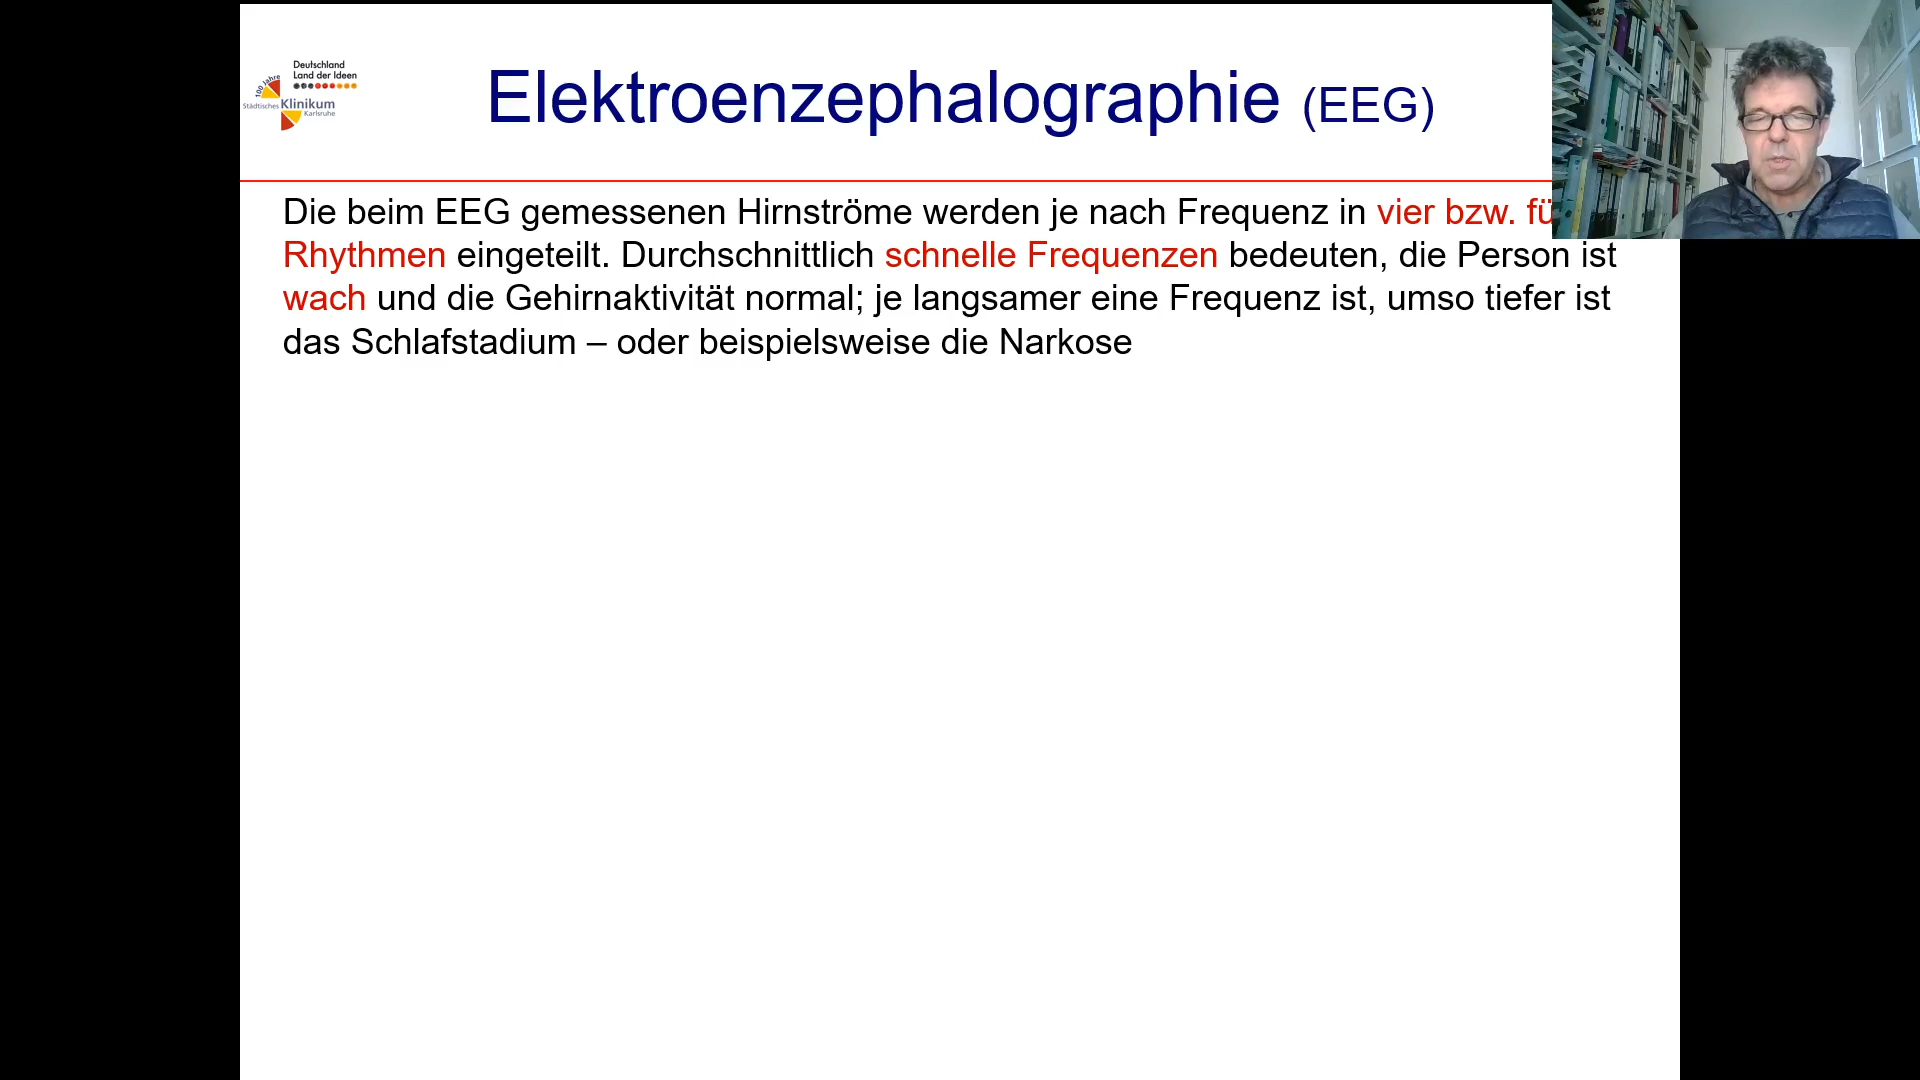 Deutschland
Land der Ideen
100 Jahre
Städtisches Klinikum
Karlsruhe
Elektroenzephalographie (EEG)
Die beim EEG gemessenen Hirnströme werden je nach Frequenz in vier bzw. fü
Rhythmen eingeteilt. Durchschnittlich schnelle Frequenzen bedeuten, die Person ist
wach und die Gehirnaktivität normal; je langsamer eine Frequenz ist, umso tiefer ist
das Schlafstadium – oder beispielsweise die Narkose